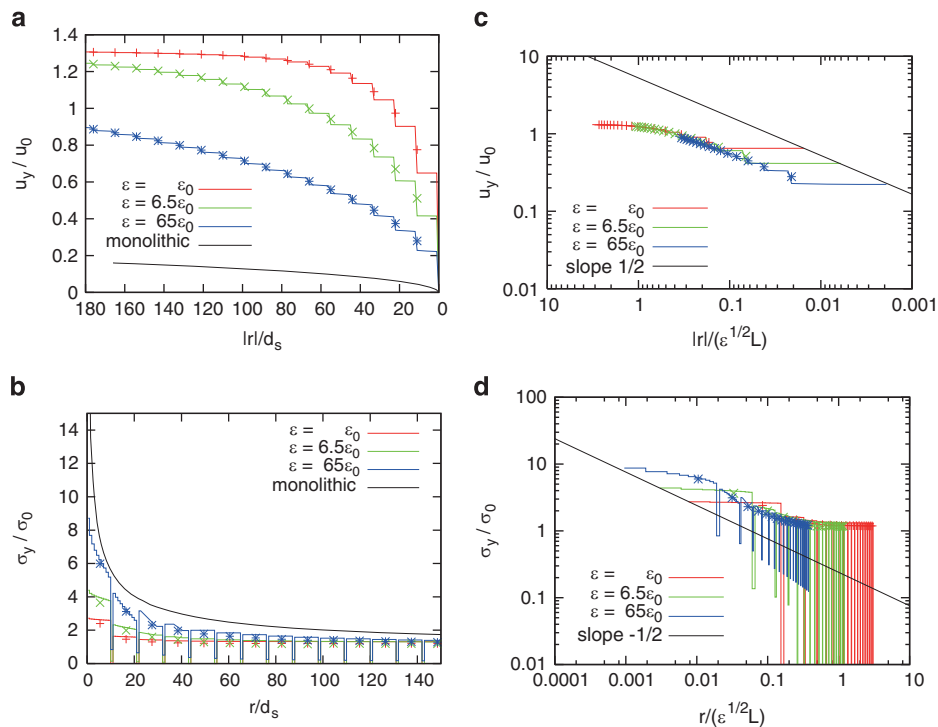 a
1.4
1.2
1
0.8
0.6
0.4
0.2
0
u_y / u_0
ε = ε_0
ε = 6.5ε_0
ε = 65ε_0
monolithic
180 160 140 120 100 80 60 40 20 0
|r|/d_s
b
14
12
10
8
6
4
2
0
σ_y / σ_0
ε = ε_0
ε = 6.5ε_0
ε = 65ε_0
monolithic
0 20 40 60 80 100 120 140
r/d_s
c
10
1
0.1
0.01
u_y / u_0
ε = ε_0
ε = 6.5ε_0
ε = 65ε_0
slope 1/2
10 1 0.1 0.01 0.001
|r|/(ε^1/2L)
d
100
10
1
0.1
0.01
σ_y / σ_0
ε = ε_0
ε = 6.5ε_0
ε = 65ε_0
slope -1/2
0.0001 0.001 0.01 0.1 1 10
r/(ε^1/2L)